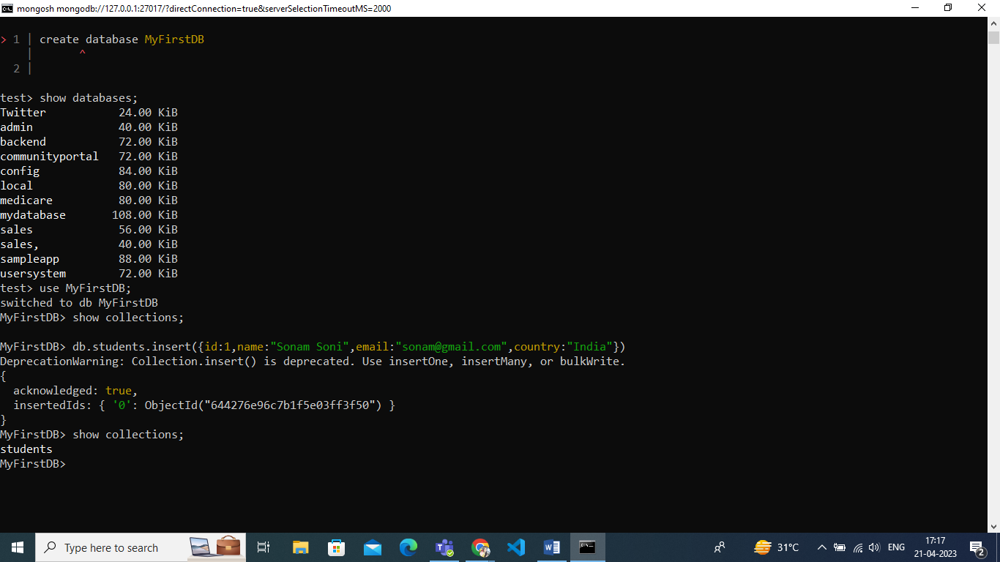 mongosh mongodb://127.0.0.1:27017/?directConnection=true&serverSelectionTimeoutMS=2000
> 1 | create database MyFirstDB
| ^
2 |
test> show databases;
Twitter 24.00 KiB
admin 40.00 KiB
backend 72.00 KiB
communityportal 72.00 KiB
config 84.00 KiB
local 80.00 KiB
medicare 80.00 KiB
mydatabase 108.00 KiB
sales 56.00 KiB
sales, 40.00 KiB
sampleapp 88.00 KiB
usersystem 72.00 KiB
test> use MyFirstDB;
switched to db MyFirstDB
MyFirstDB> show collections;
MyFirstDB> db.students.insert({id:1,name:"Sonam Soni",email:"sonam@gmail.com",country:"India"})
DeprecationWarning: Collection.insert() is deprecated. Use insertOne, insertMany, or bulkWrite.
{
acknowledged: true,
insertedIds: { '0': ObjectId("644276e96c7b1f5e03ff3f50") }
}
MyFirstDB> show collections;
students
MyFirstDB>
Type here to search
31°C
ENG
17:17
21-04-2023
2